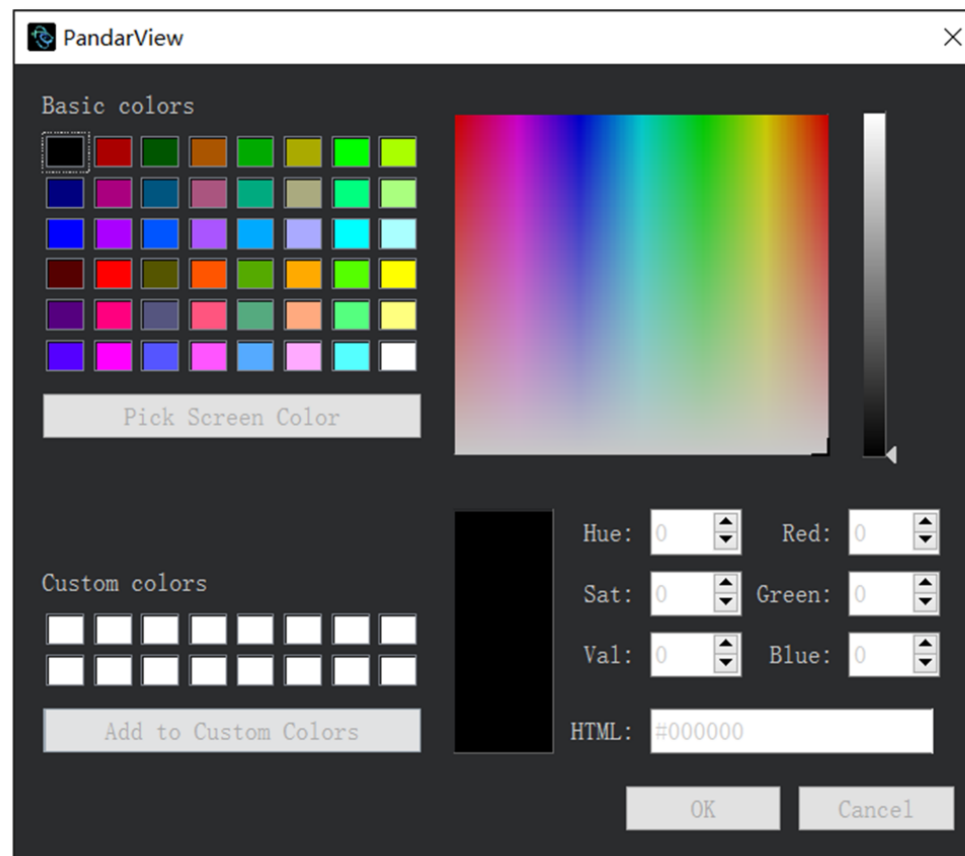 PandarView
Basic colors
Pick Screen Color
Custom colors
Add to Custom Colors
Hue: 0 Red: 0
Sat: 0 Green: 0
Val: 0 Blue: 0
HTML: #000000
OK Cancel